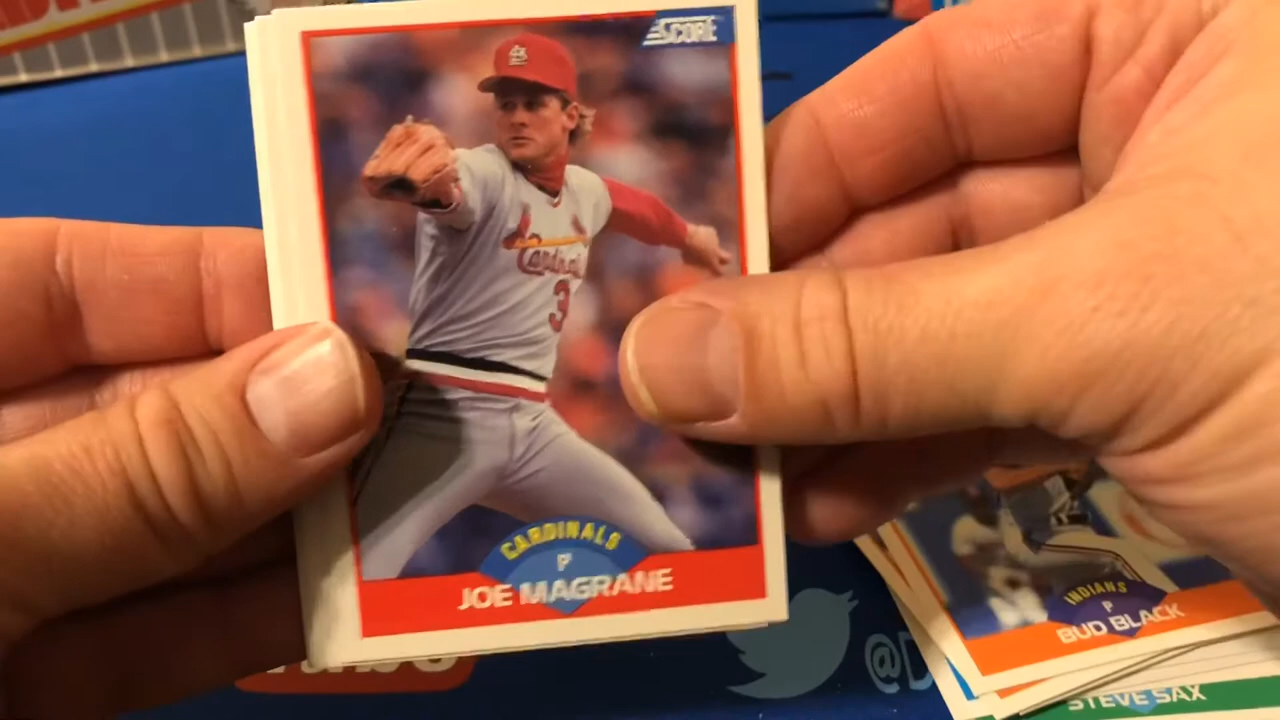 SCORE
Cardinals
3
CARDINALS
P
JOE MAGRANE
INDIANS
P
BUD BLACK
STEVE SAX
@D